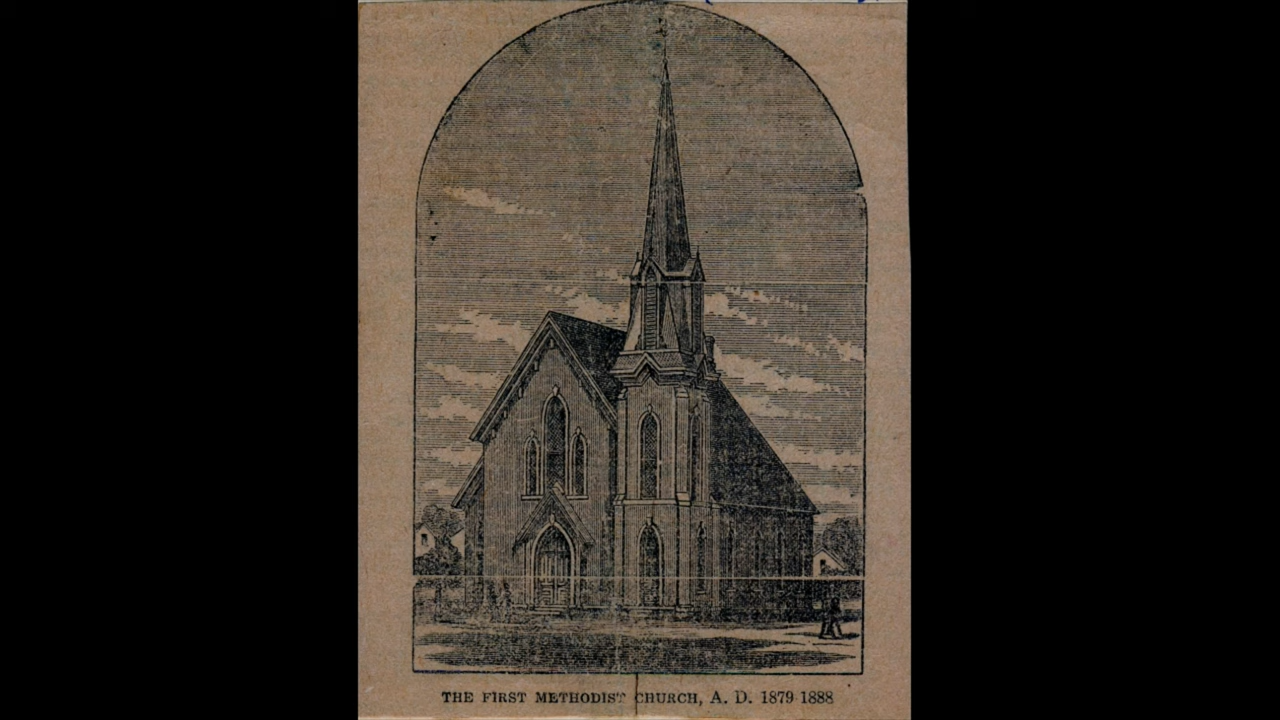 THE FIRST METHODIST CHURCH, A. D. 1879-1888